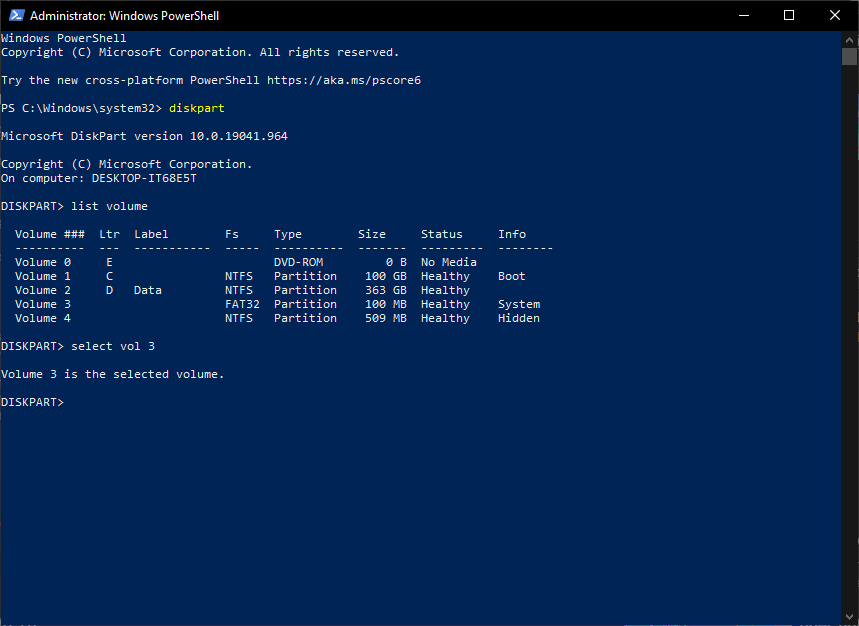 Administrator: Windows PowerShell
Windows PowerShell
Copyright (C) Microsoft Corporation. All rights reserved.
Try the new cross-platform PowerShell https://aka.ms/pscore6
PS C:\Windows\system32> diskpart
Microsoft DiskPart version 10.0.19041.964
Copyright (C) Microsoft Corporation.
On computer: DESKTOP-IT68E5T
DISKPART> list volume
  Volume ###  Ltr  Label        Fs     Type        Size     Status     Info
  ----------  ---  -----------  -----  ----------  -------  ---------  --------
  Volume 0     E                       DVD-ROM         0 B  No Media
  Volume 1     C                NTFS   Partition    100 GB  Healthy    Boot
  Volume 2     D   Data         NTFS   Partition    363 GB  Healthy
  Volume 3                      FAT32  Partition    100 MB  Healthy    System
  Volume 4                      NTFS   Partition    509 MB  Healthy    Hidden
DISKPART> select vol 3
Volume 3 is the selected volume.
DISKPART>